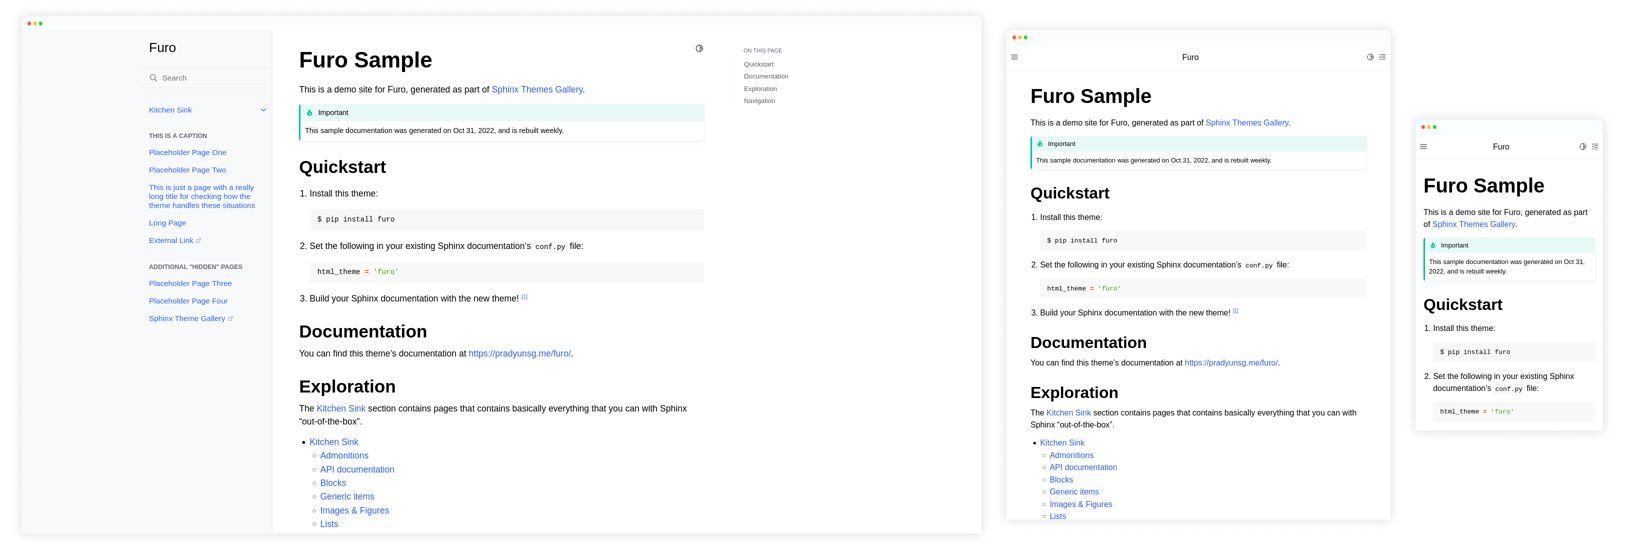 Furo
Search
Kitchen Sink
THIS IS A CAPTION
Placeholder Page One
Placeholder Page Two
This is just a page with a really
long title for checking how the
theme handles these situations
Long Page
External Link
ADDITIONAL "HIDDEN" PAGES
Placeholder Page Three
Placeholder Page Four
Sphinx Theme Gallery
Furo Sample
This is a demo site for Furo, generated as part of Sphinx Themes Gallery.
Important
This sample documentation was generated on Oct 31, 2022, and is rebuilt weekly.
Quickstart
1. Install this theme:
$ pip install furo
2. Set the following in your existing Sphinx documentation’s conf.py file:
html_theme = 'furo'
3. Build your Sphinx documentation with the new theme! [1]
Documentation
You can find this theme’s documentation at https://pradyunsg.me/furo/.
Exploration
The Kitchen Sink section contains pages that contains basically everything that you can with Sphinx
“out-of-the-box”.
• Kitchen Sink
◦ Admonitions
◦ API documentation
◦ Blocks
◦ Generic items
◦ Images & Figures
◦ Lists
ON THIS PAGE
Quickstart
Documentation
Exploration
Navigation
Furo
Furo Sample
This is a demo site for Furo, generated as part of Sphinx Themes Gallery.
Important
This sample documentation was generated on Oct 31, 2022, and is rebuilt weekly.
Quickstart
1. Install this theme:
$ pip install furo
2. Set the following in your existing Sphinx documentation’s conf.py file:
html_theme = 'furo'
3. Build your Sphinx documentation with the new theme! [1]
Documentation
You can find this theme’s documentation at https://pradyunsg.me/furo/.
Exploration
The Kitchen Sink section contains pages that contains basically everything that you can with
Sphinx “out-of-the-box”.
• Kitchen Sink
◦ Admonitions
◦ API documentation
◦ Blocks
◦ Generic items
◦ Images & Figures
◦ Lists
Furo
Furo Sample
This is a demo site for Furo, generated as part
of Sphinx Themes Gallery.
Important
This sample documentation was generated on Oct 31,
2022, and is rebuilt weekly.
Quickstart
1. Install this theme:
$ pip install furo
2. Set the following in your existing Sphinx
documentation’s conf.py file:
html_theme = 'furo'